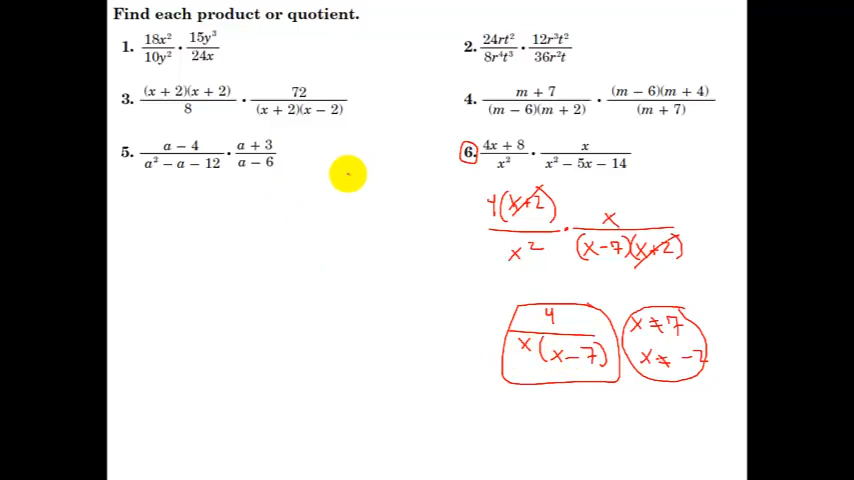 Find each product or quotient.
1. 18x²/10y² · 15y³/24x
2. 24rt²/8r⁴t³ · 12r³t²/36r²t
3. (x + 2)(x + 2)/8 · 72/(x + 2)(x − 2)
4. m + 7/(m − 6)(m + 2) · (m − 6)(m + 4)/(m + 7)
5. a − 4/a² − a − 12 · a + 3/a − 6
6. 4x + 8/x² · x/x² − 5x − 14
4(x+2)/x² · x/(x−7)(x+2)
4/x(x−7)
x ≠ 7
x ≠ −2